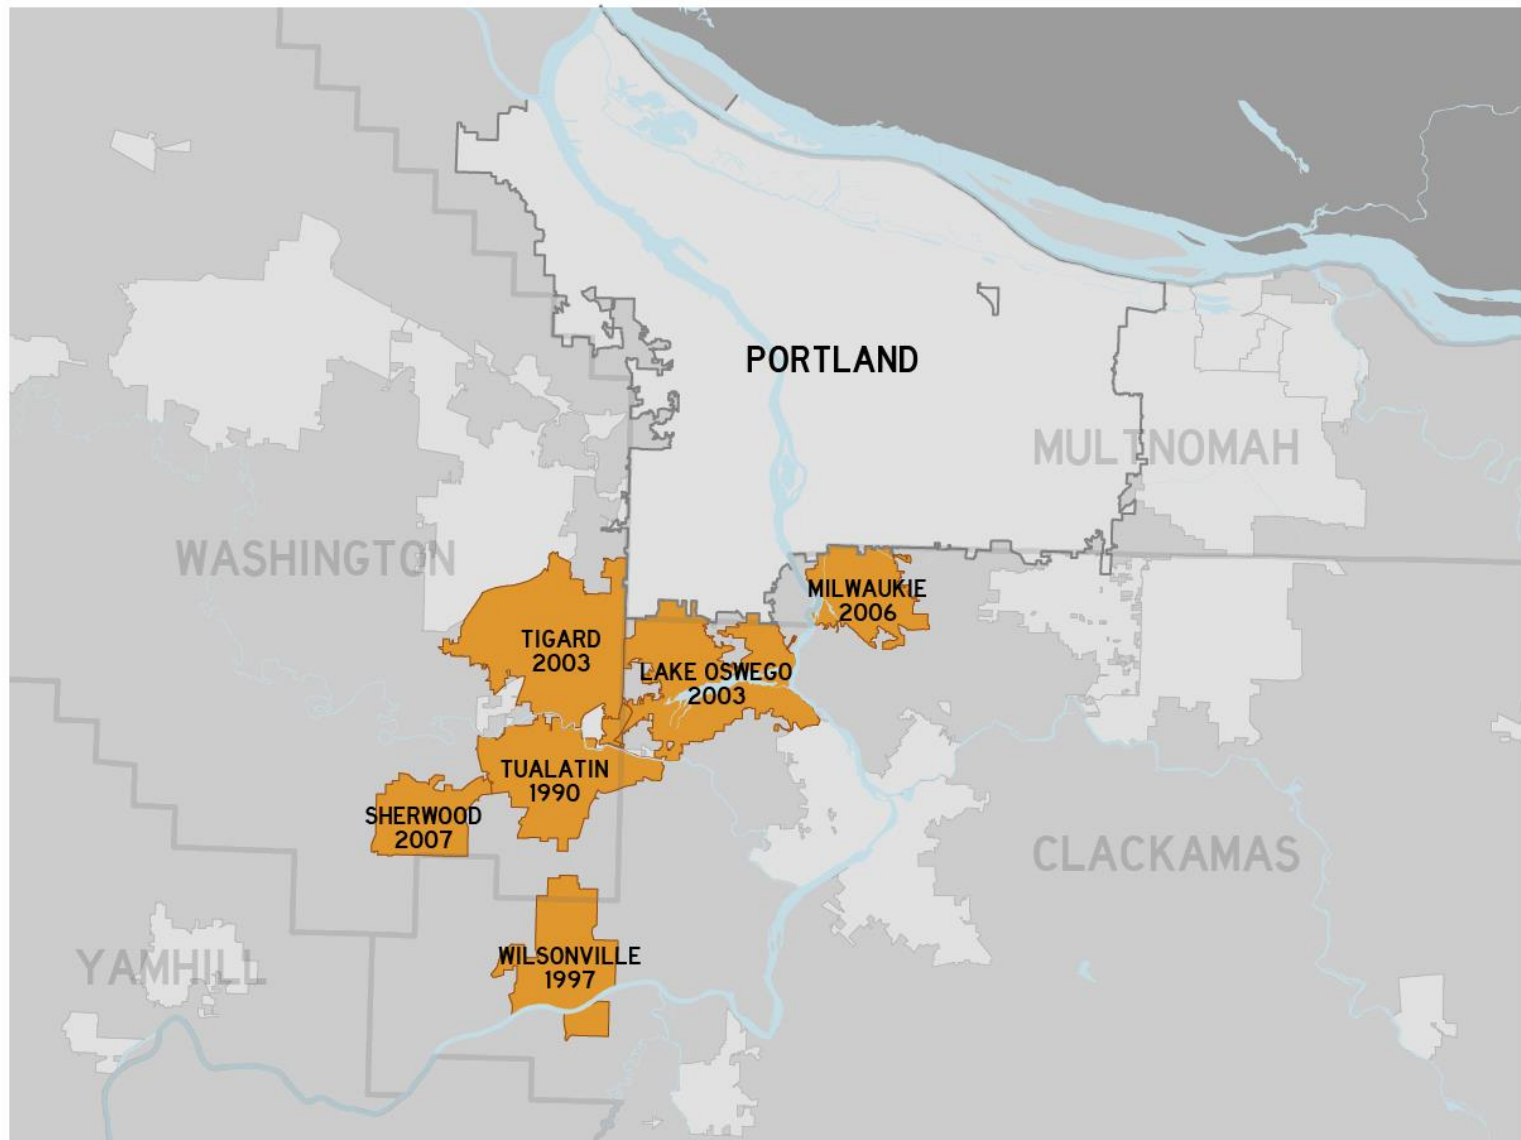 PORTLAND
MULTNOMAH
WASHINGTON
MILWAUKIE
2006
TIGARD
2003
LAKE OSWEGO
2003
TUALATIN
1990
SHERWOOD
2007
CLACKAMAS
WILSONVILLE
1997
YAMHILL